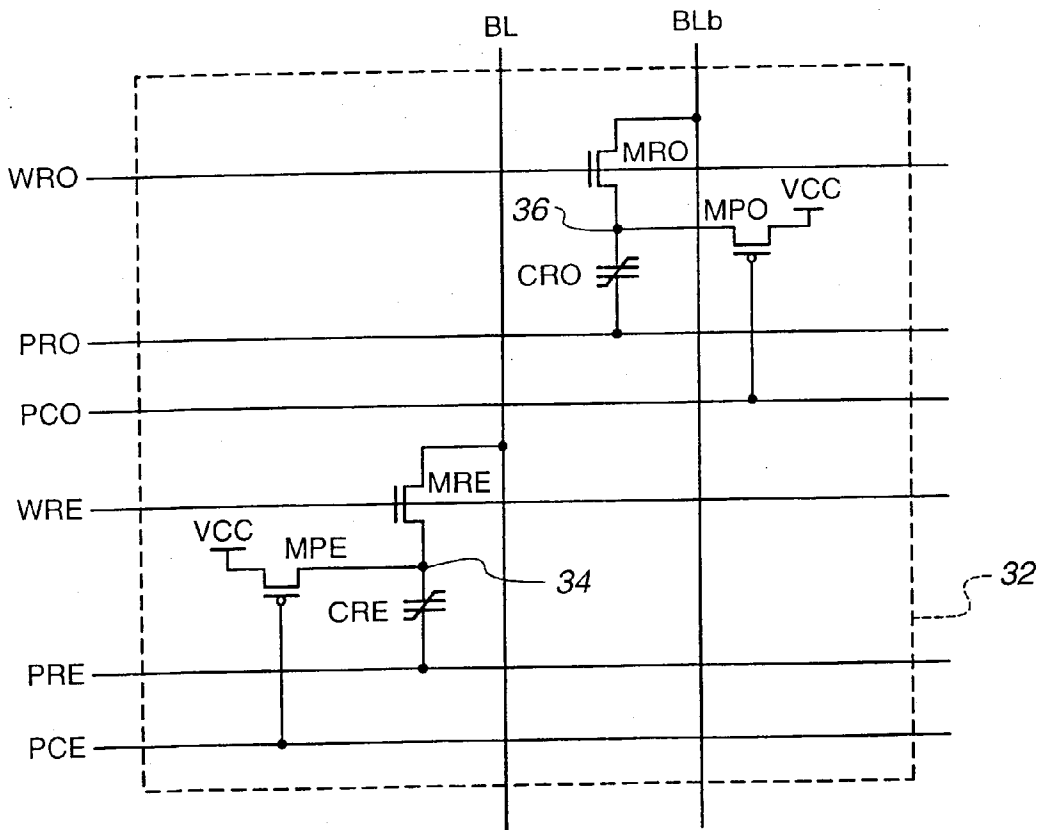 BL
BLb
WRO
MRO
VCC
36
MPO
CRO
PRO
PCO
MRE
WRE
VCC
MPE
34
32
CRE
PRE
PCE